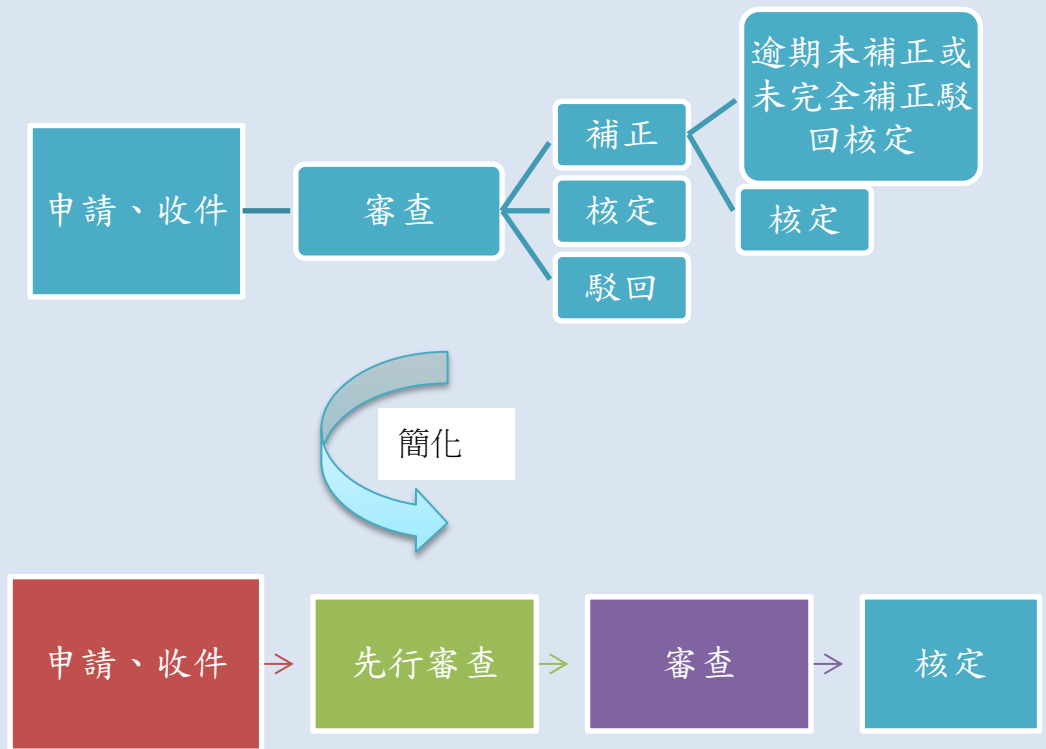 申請、收件
審查
補正
核定
駁回
逾期未補正或
未完全補正駁
回核定
核定
簡化
申請、收件
先行審查
審查
核定